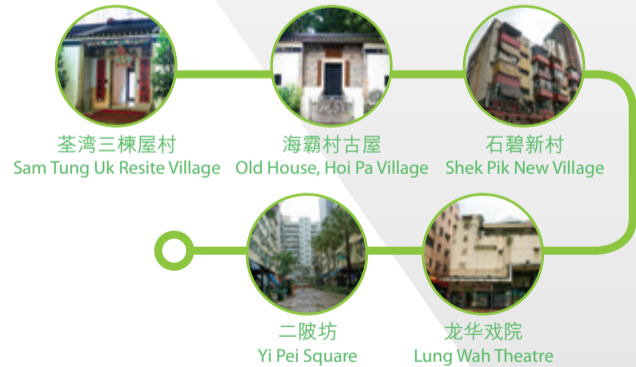 荃湾三楝屋村
Sam Tung Uk Resite Village
海霸村古屋
Old House, Hoi Pa Village
石碧新村
Shek Pik New Village
二陂坊
Yi Pei Square
龙华戏院
Lung Wah Theatre